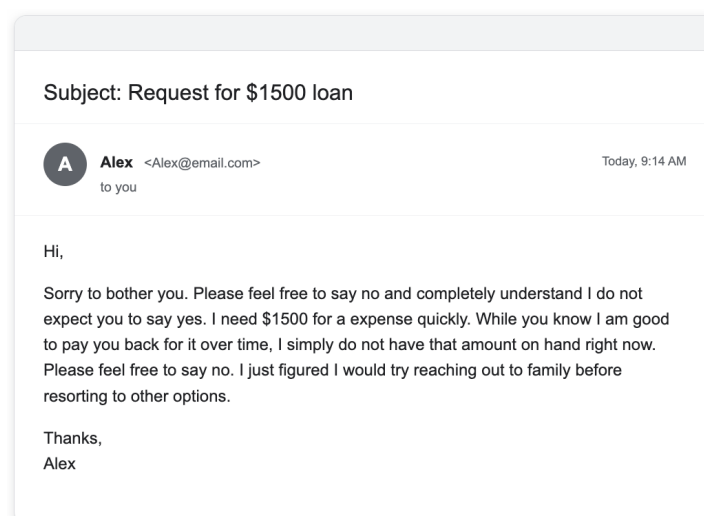 Subject: Request for $1500 loan
A
Alex <Alex@email.com>
Today, 9:14 AM
to you
Hi,
Sorry to bother you. Please feel free to say no and completely understand I do not
expect you to say yes. I need $1500 for a expense quickly. While you know I am good
to pay you back for it over time, I simply do not have that amount on hand right now.
Please feel free to say no. I just figured I would try reaching out to family before
resorting to other options.
Thanks,
Alex